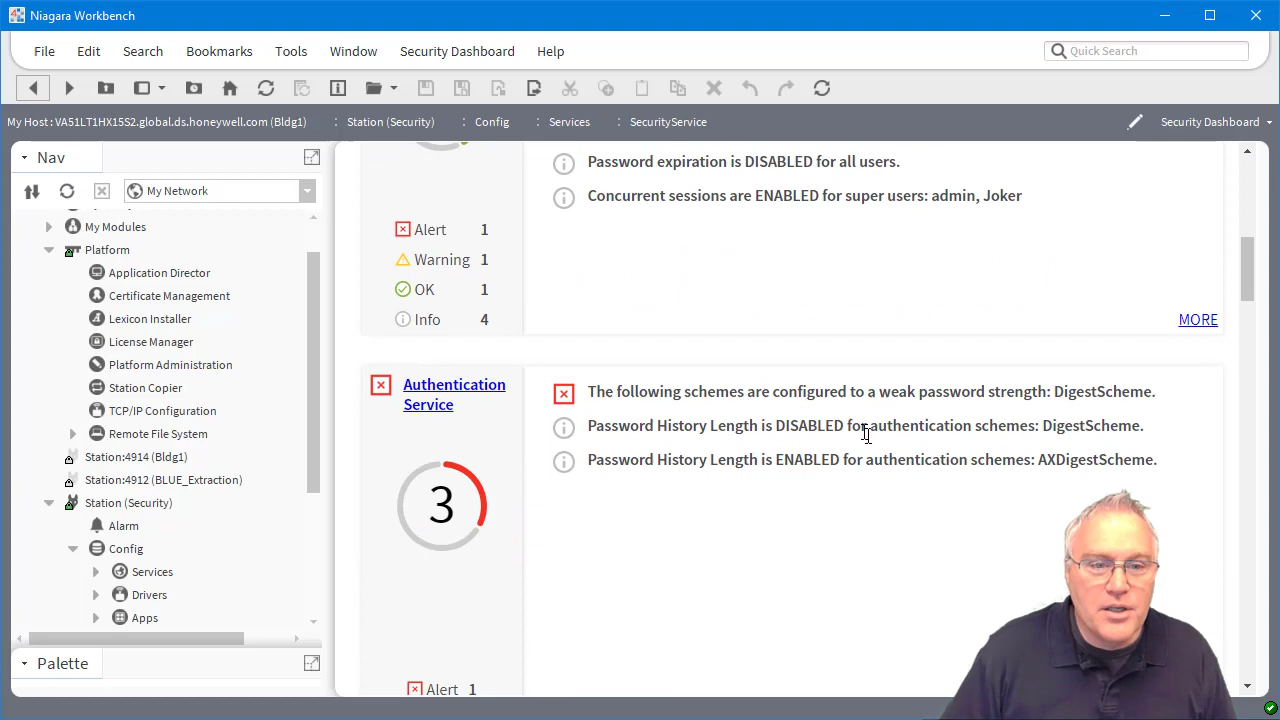 Niagara Workbench
File Edit Search Bookmarks Tools Window Security Dashboard Help
Quick Search
My Host : VA51LT1HX15S2.global.ds.honeywell.com (Bldg1) : Station (Security) : Config : Services : SecurityService
Security Dashboard
Nav
My Network
My Modules
Platform
Application Director
Certificate Management
Lexicon Installer
License Manager
Platform Administration
Station Copier
TCP/IP Configuration
Remote File System
Station:4914 (Bldg1)
Station:4912 (BLUE_Extraction)
Station (Security)
Alarm
Config
Services
Drivers
Apps
Palette
Password expiration is DISABLED for all users.
Concurrent sessions are ENABLED for super users: admin, Joker
Alert 1
Warning 1
OK 1
Info 4
MORE
Authentication
Service
3
Alert 1
The following schemes are configured to a weak password strength: DigestScheme.
Password History Length is DISABLED for authentication schemes: DigestScheme.
Password History Length is ENABLED for authentication schemes: AXDigestScheme.